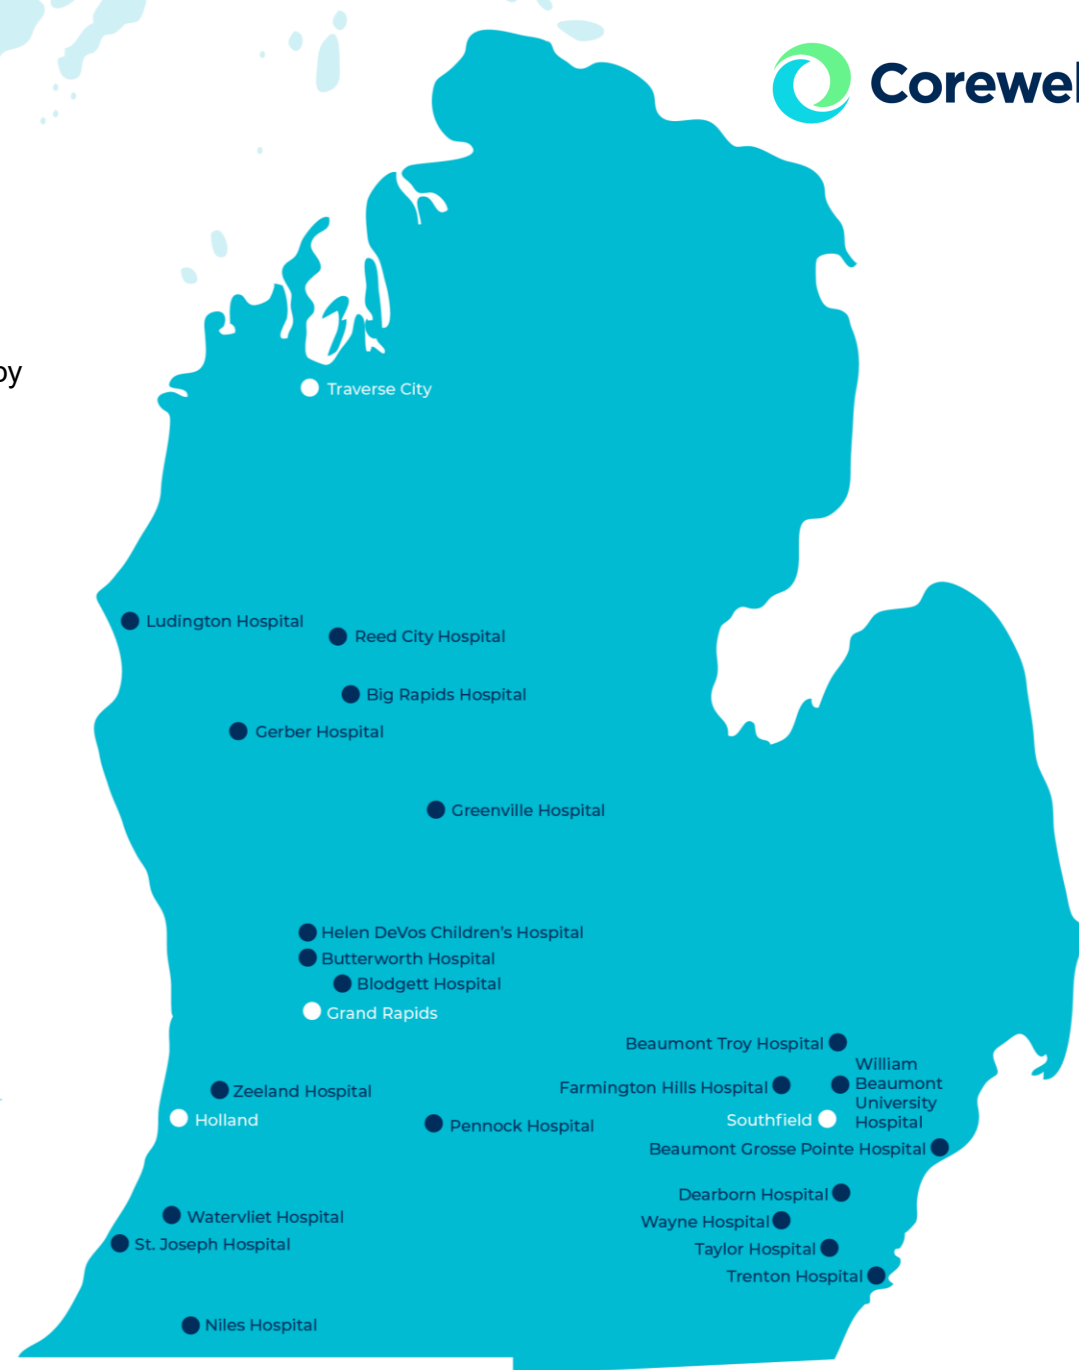 Corewel
by
Traverse City
Ludington Hospital
Reed City Hospital
Big Rapids Hospital
Gerber Hospital
Greenville Hospital
Helen DeVos Children's Hospital
Butterworth Hospital
Blodgett Hospital
Grand Rapids
Beaumont Troy Hospital
William
Beaumont
University
Hospital
Farmington Hills Hospital
Zeeland Hospital
Holland
Pennock Hospital
Southfield
Beaumont Grosse Pointe Hospital
Dearborn Hospital
Watervliet Hospital
Wayne Hospital
St. Joseph Hospital
Taylor Hospital
Trenton Hospital
Niles Hospital